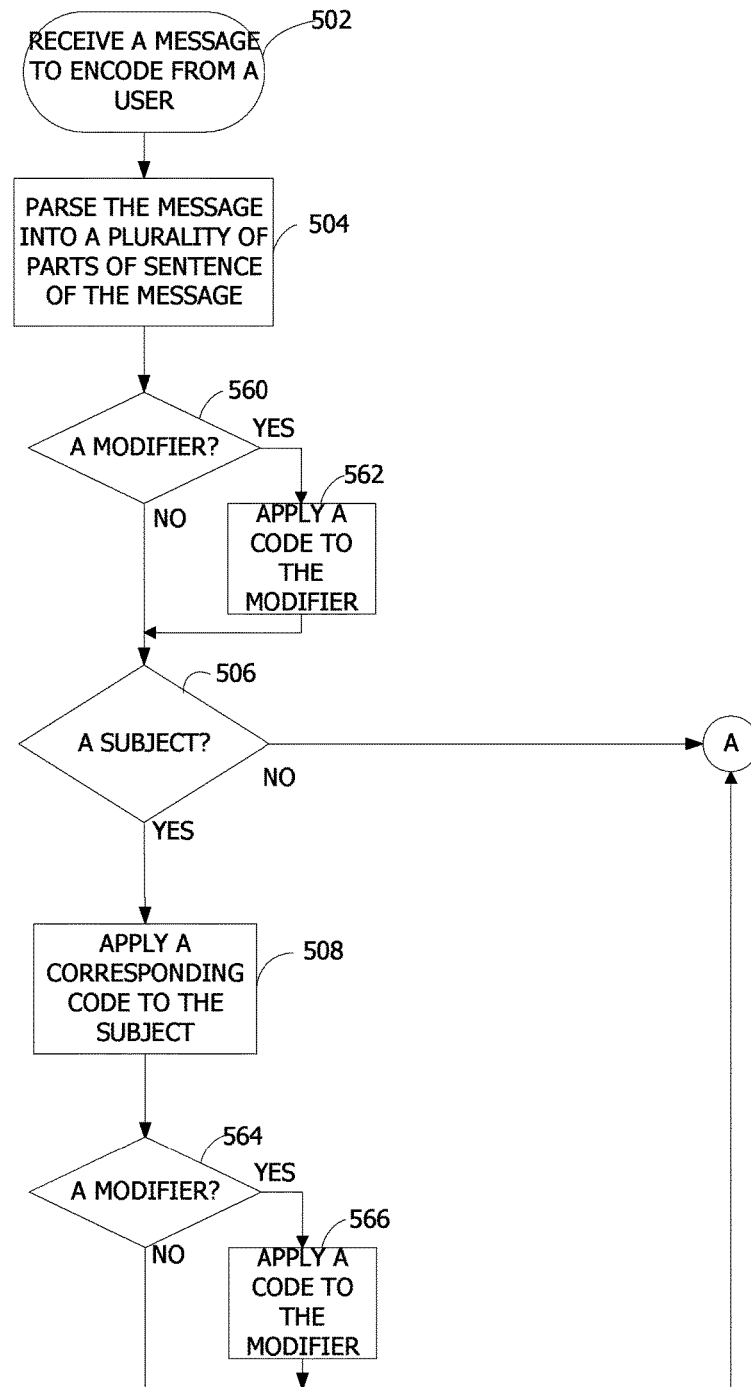 RECEIVE A MESSAGE
TO ENCODE FROM A
USER
502
PARSE THE MESSAGE
INTO A PLURALITY OF
PARTS OF SENTENCE
OF THE MESSAGE
504
560
A MODIFIER?
YES
NO
562
APPLY A
CODE TO
THE
MODIFIER
506
A SUBJECT?
NO
A
YES
APPLY A
CORRESPONDING
CODE TO THE
SUBJECT
508
564
A MODIFIER?
YES
NO
566
APPLY A
CODE TO
THE
MODIFIER